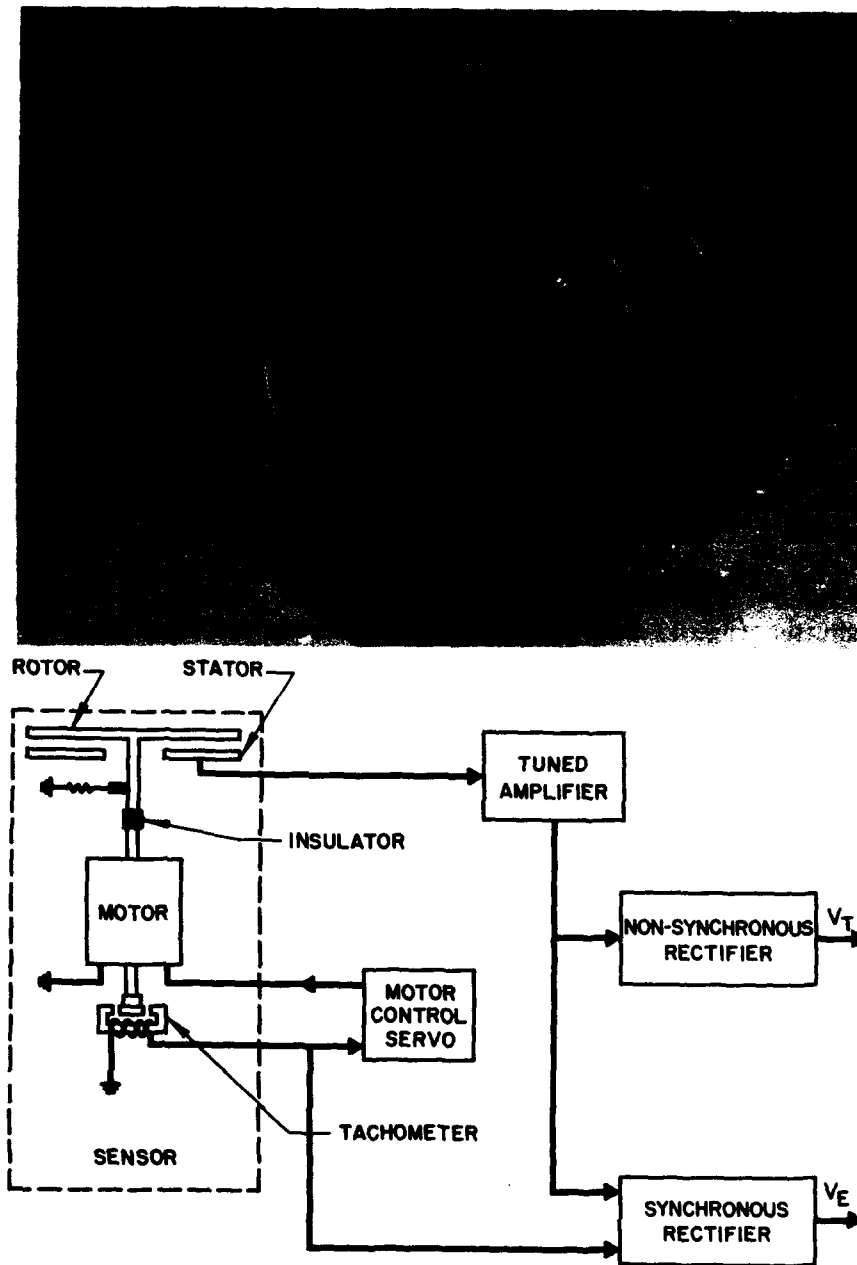 ROTOR
STATOR
TUNED
AMPLIFIER
INSULATOR
MOTOR
NON-SYNCHRONOUS
RECTIFIER
V_T
MOTOR
CONTROL
SERVO
TACHOMETER
SENSOR
SYNCHRONOUS
RECTIFIER
V_E